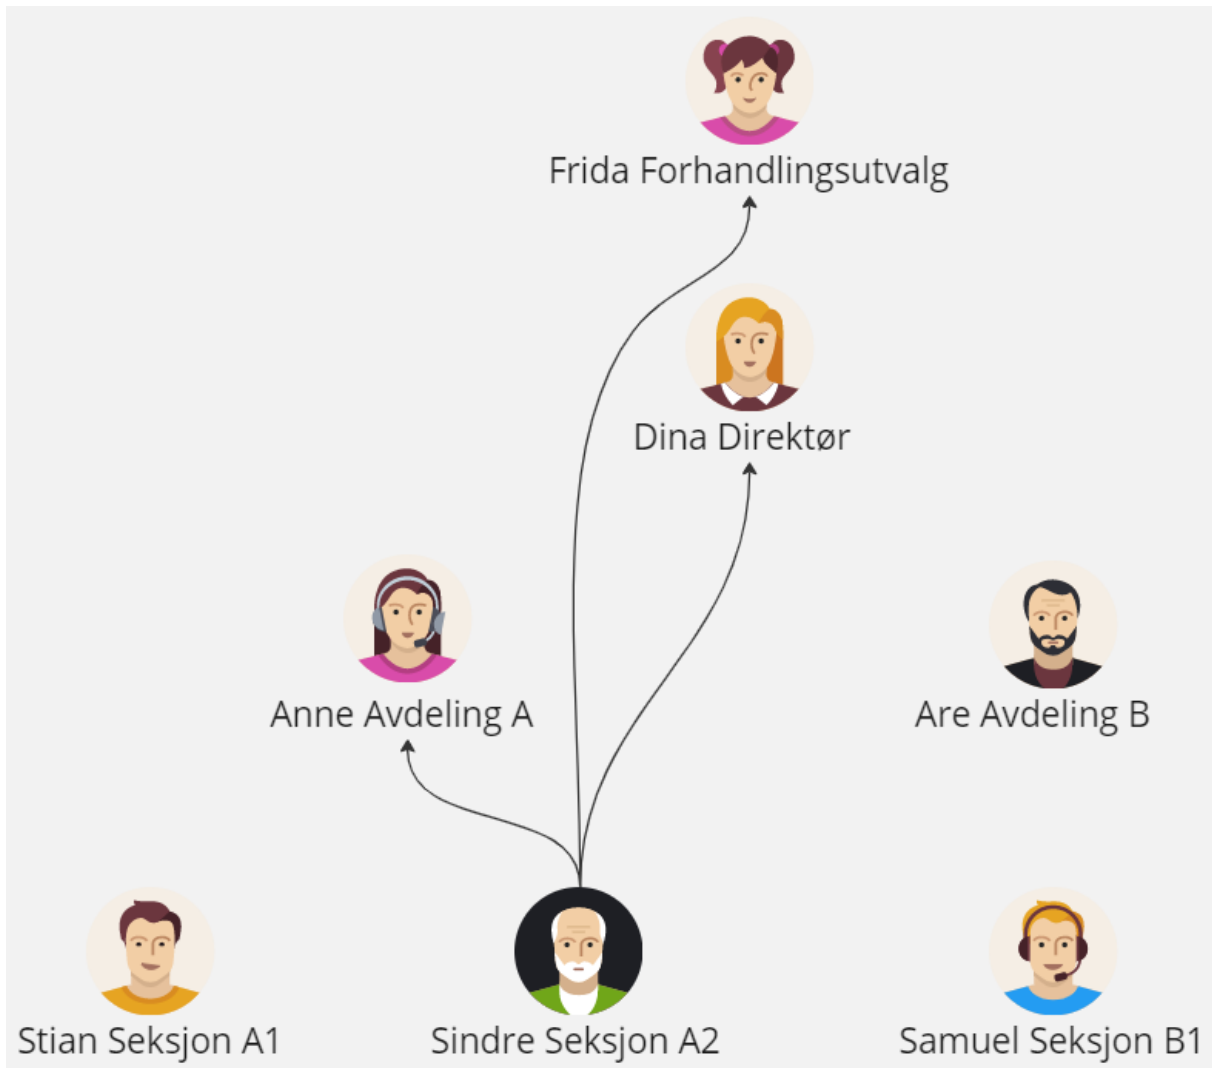 Frida Forhandlingsutvalg
Dina Direktør
Anne Avdeling A
Are Avdeling B
Stian Seksjon A1
Sindre Seksjon A2
Samuel Seksjon B1